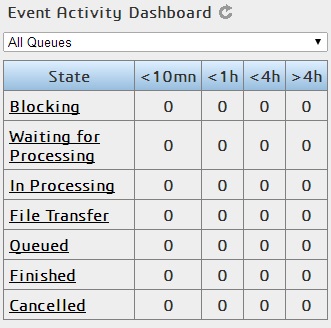 Event Activity Dashboard
All Queues
State <10mn <1h <4h >4h
Blocking 0 0 0 0
Waiting for
Processing 0 0 0 0
In Processing 0 0 0 0
File Transfer 0 0 0 0
Queued 0 0 0 0
Finished 0 0 0 0
Cancelled 0 0 0 0